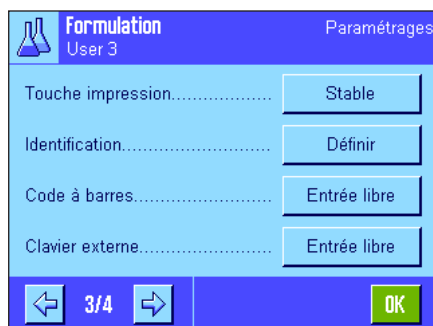 Formulation
Paramétrages
User 3
Touche impression................... Stable
Identification........................... Définir
Code à barres......................... Entrée libre
Clavier externe........................ Entrée libre
3/4
OK